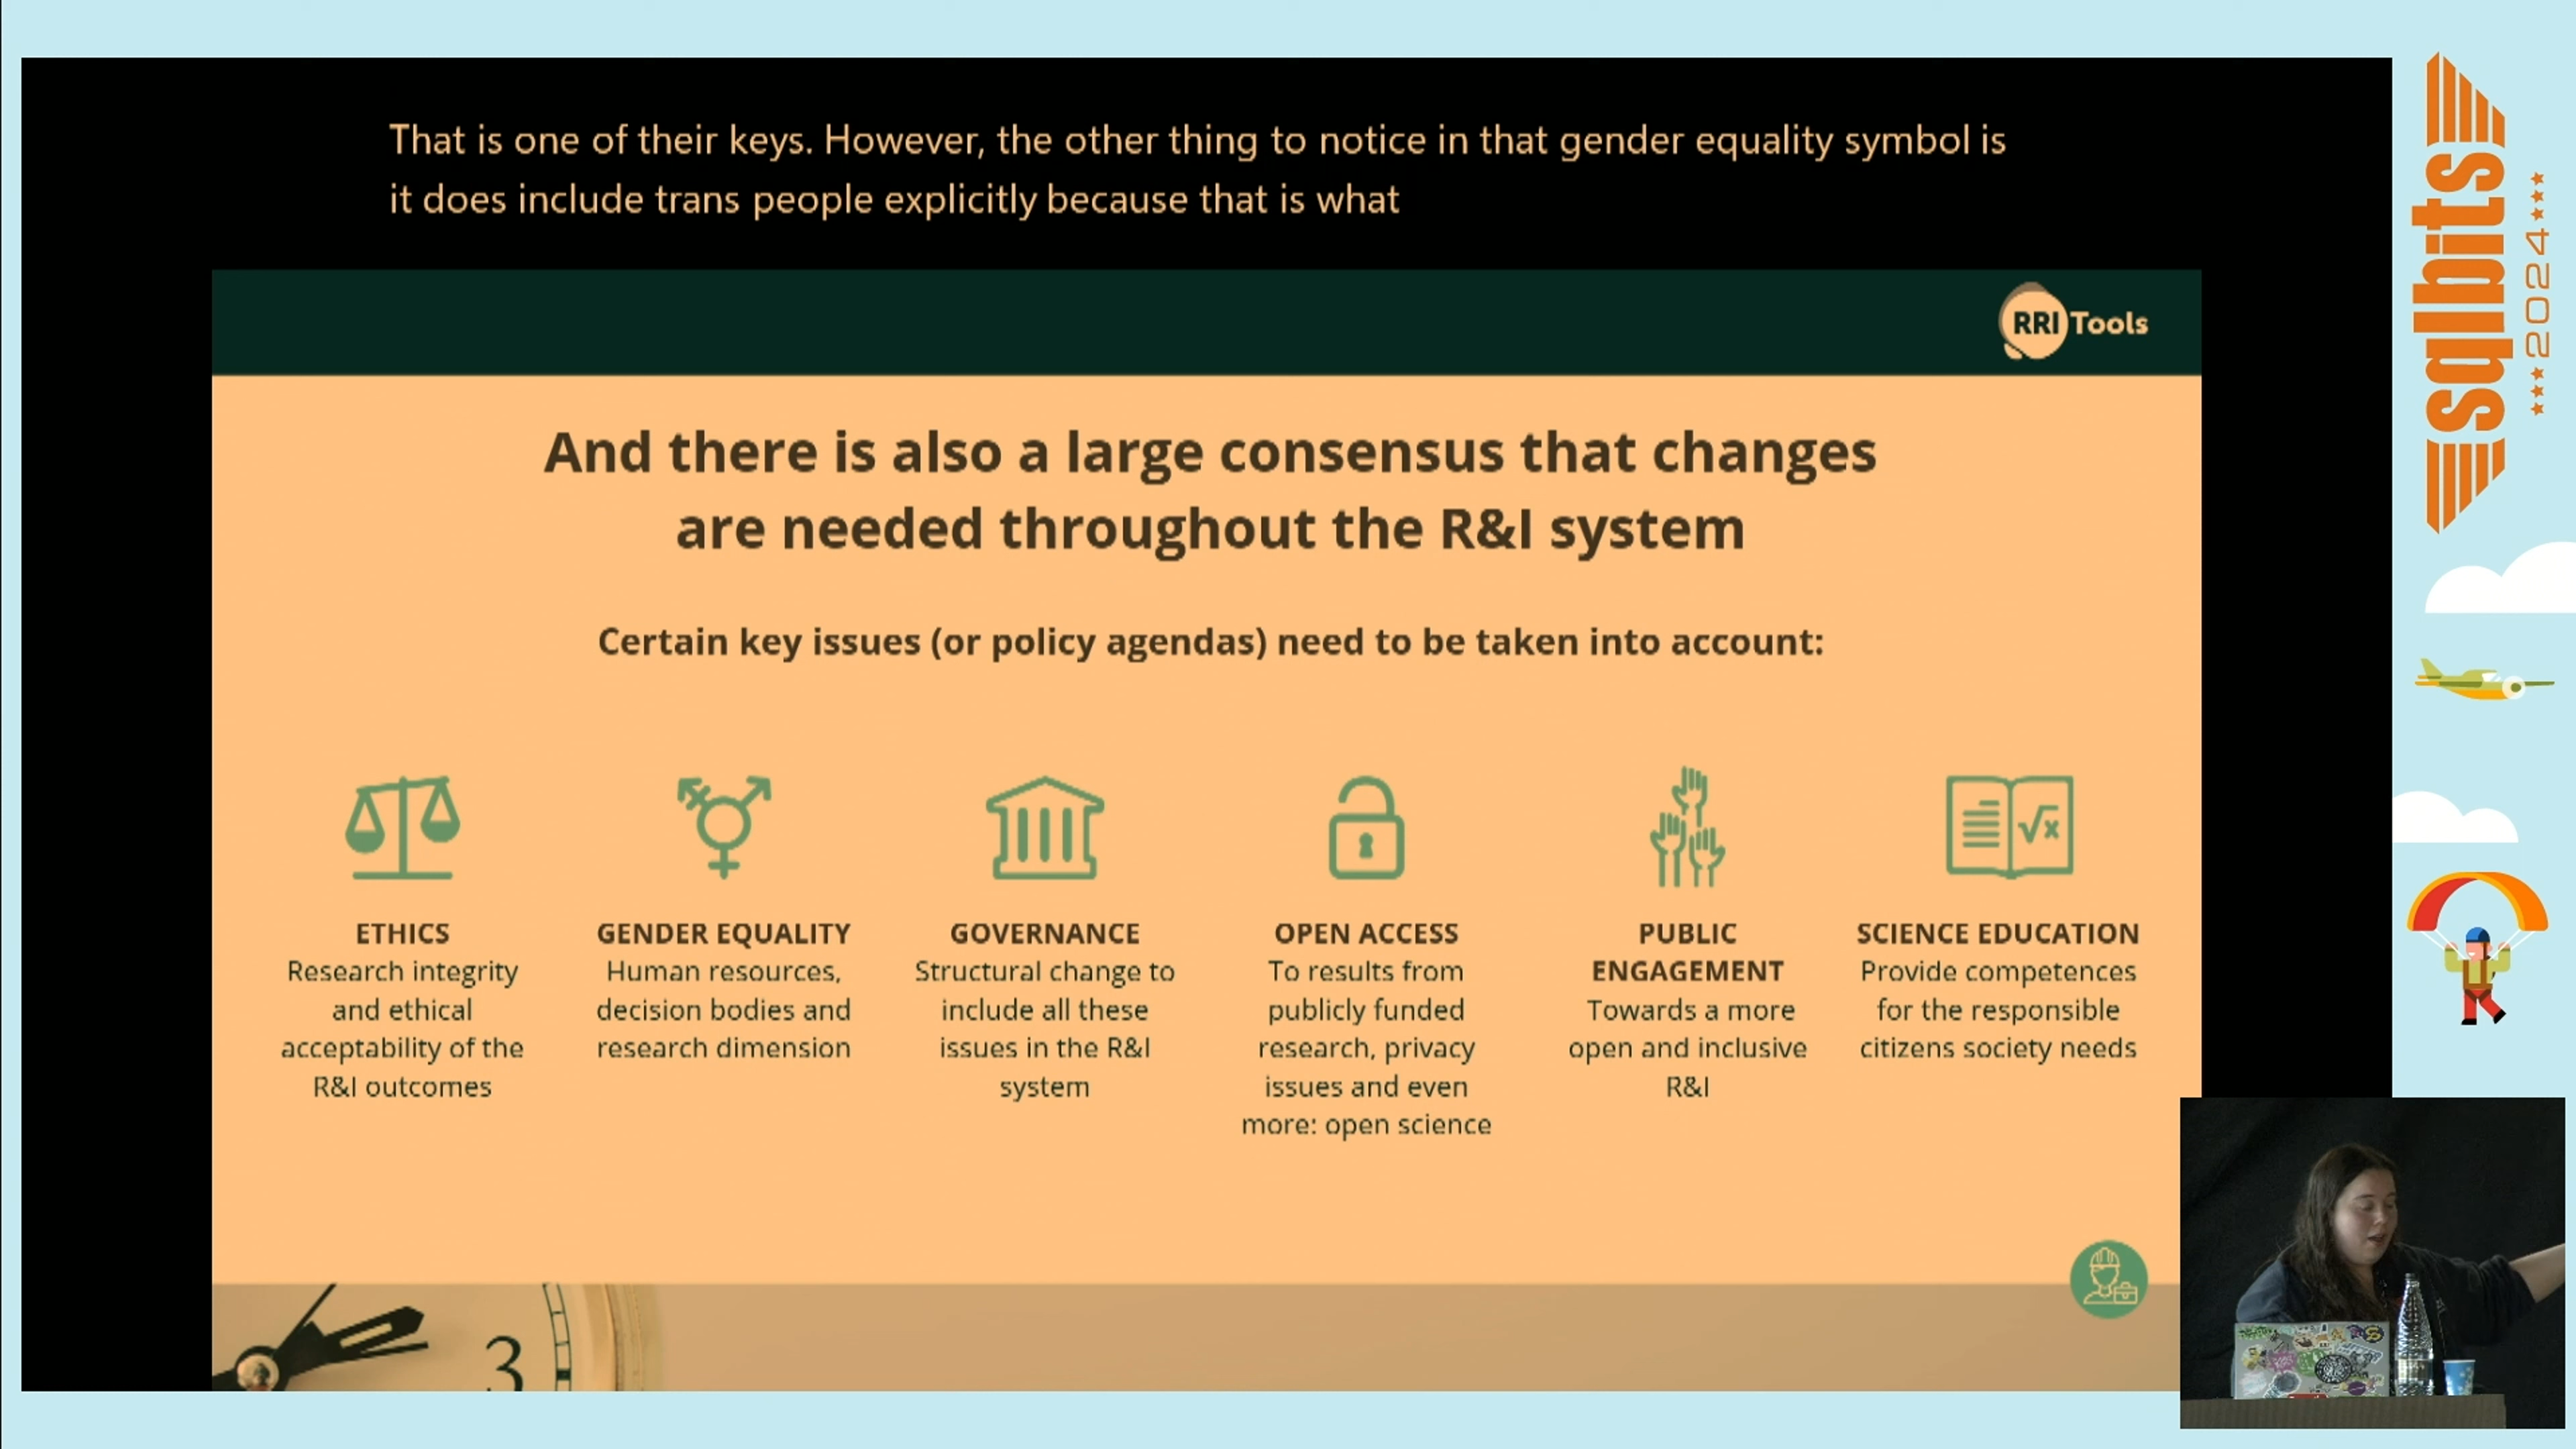 That is one of their keys. However, the other thing to notice in that gender equality symbol is
it does include trans people explicitly because that is what
RRI Tools
And there is also a large consensus that changes
are needed throughout the R&I system
Certain key issues (or policy agendas) need to be taken into account:
√x
ETHICS
Research integrity
and ethical
acceptability of the
R&I outcomes
GENDER EQUALITY
Human resources,
decision bodies and
research dimension
GOVERNANCE
Structural change to
include all these
issues in the R&I
system
OPEN ACCESS
To results from
publicly funded
research, privacy
issues and even
more: open science
PUBLIC
ENGAGEMENT
Towards a more
open and inclusive
R&I
SCIENCE EDUCATION
Provide competences
for the responsible
citizens society needs
3
sqlbits
2024